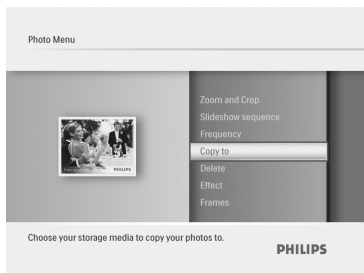 Photo Menu
Zoom and Crop
Slideshow sequence
Frequency
Copy to
Delete
Effect
Frames
PHILIPS
Choose your storage media to copy your photos to.
PHILIPS